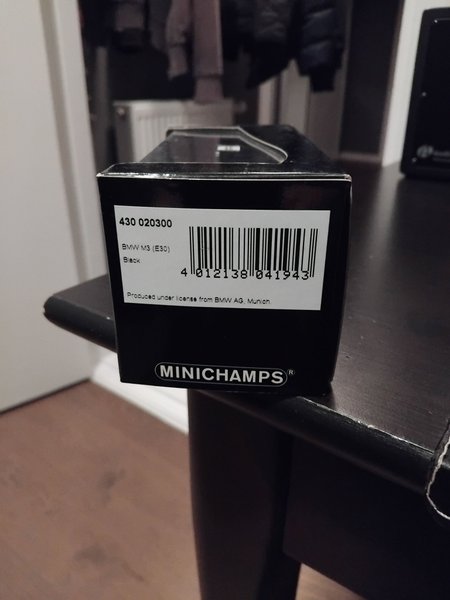 430 020300
BMW M3 (E30)
Black
4 012138 041943
Produced under license from BMW AG, Munich.
MINICHAMPS®